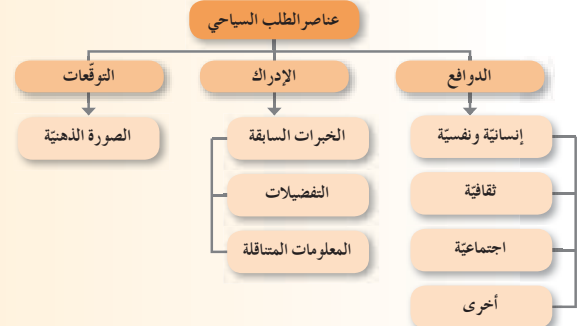 عناصر الطلب السياحي
الدوافع
الإدراك
التوقّعات
إنسانيّة ونفسيّة
الخبرات السابقة
الصورة الذهنيّة
ثقافيّة
التفضيلات
اجتماعيّة
المعلومات المتناقلة
أخرى